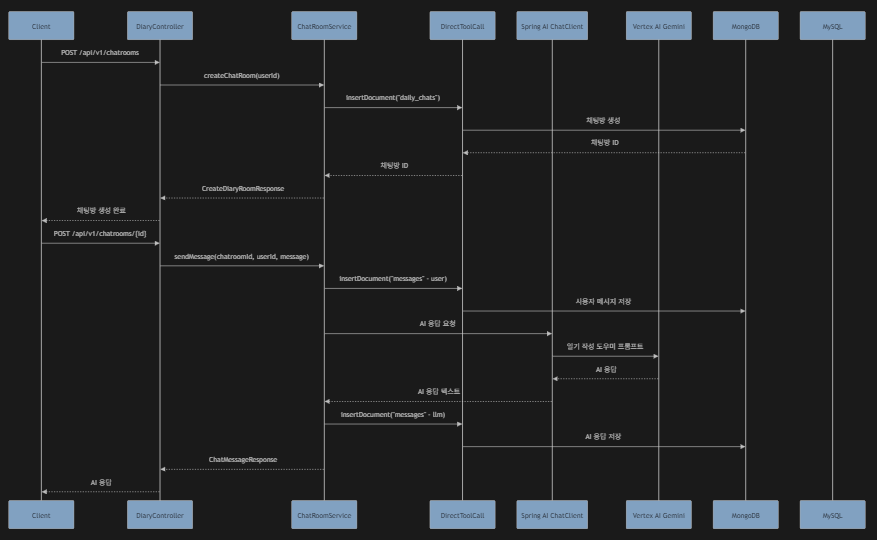 Client DiaryController ChatRoomService DirectToolCall Spring AI ChatClient Vertex AI Gemini MongoDB MySQL
POST /api/v1/chatrooms
createChatRoom(userId)
InsertDocument("daily_chats")
채팅방 생성
채팅방 ID
채팅방 ID
CreateDiaryRoomResponse
채팅방 생성 완료
POST /api/v1/chatrooms/{id}
sendMessage(chatroomId, userId, message)
InsertDocument("messages" - user)
사용자 메시지 저장
AI 응답 요청
일기 작성 도우미 프롬프트
AI 응답
AI 응답 텍스트
InsertDocument("messages" - llm)
AI 응답 저장
ChatMessageResponse
AI 응답
Client DiaryController ChatRoomService DirectToolCall Spring AI ChatClient Vertex AI Gemini MongoDB MySQL